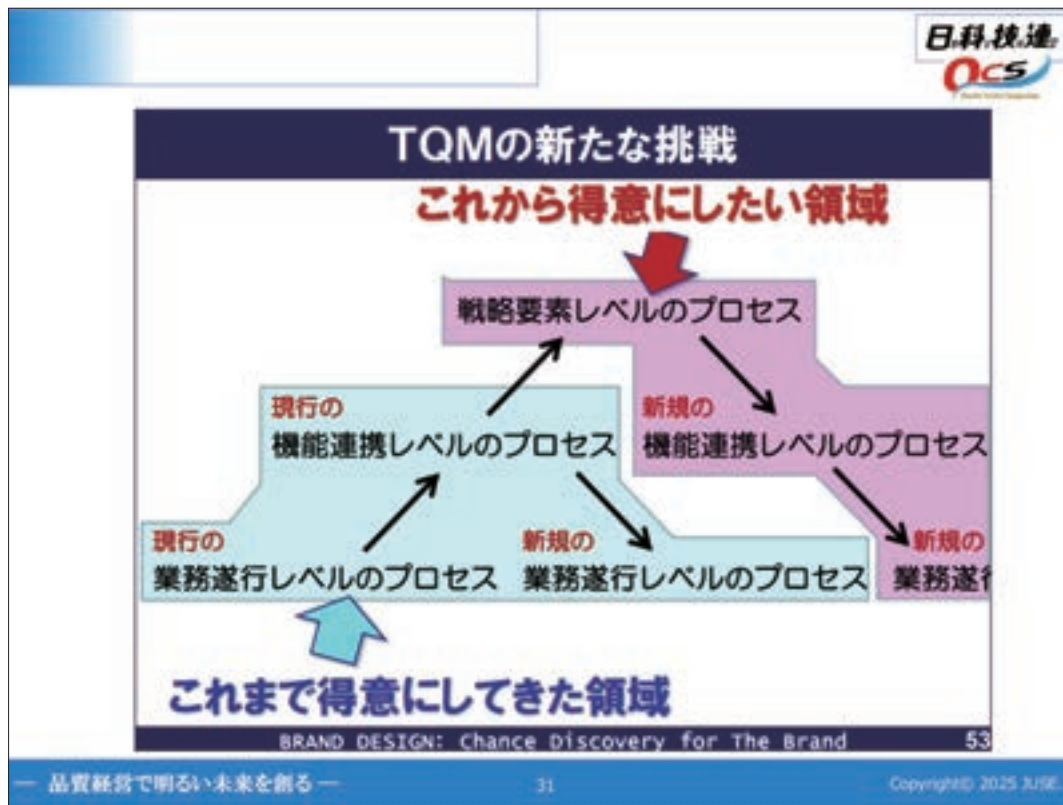 日科技連
QCS
TQMの新たな挑戦
これから得意にしたい領域
戦略要素レベルのプロセス
現行の
機能連携レベルのプロセス
新規の
機能連携レベルのプロセス
現行の
業務遂行レベルのプロセス
新規の
業務遂行レベルのプロセス
新規の
業務遂行
これまで得意にしてきた領域
BRAND DESIGN: Chance Discovery for The Brand
53
― 品質経営で明るい未来を創る ―
31
Copyright© 2025 JUSE